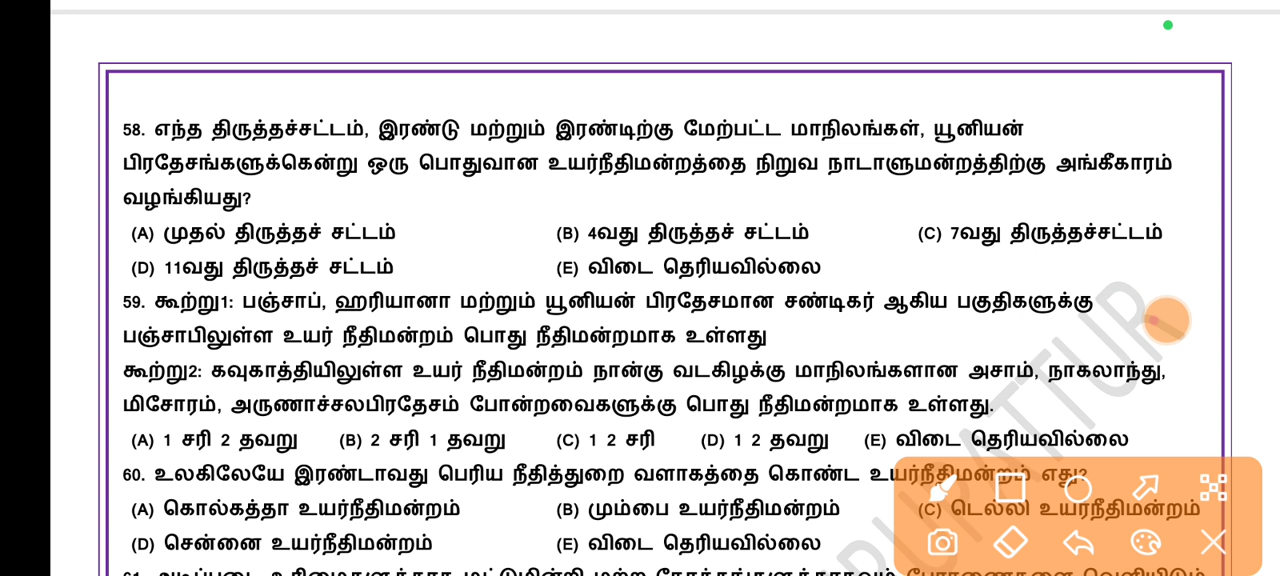 58. எந்த திருத்தச்சட்டம், இரண்டு மற்றும் இரண்டிற்கு மேற்பட்ட மாநிலங்கள், யூனியன்
பிரதேசங்களுக்கென்று ஒரு பொதுவான உயர்நீதிமன்றத்தை நிறுவ நாடாளுமன்றத்திற்கு அங்கீகாரம்
வழங்கியது?
(A) முதல் திருத்தச் சட்டம் (B) 4வது திருத்தச் சட்டம் (C) 7வது திருத்தச்சட்டம்
(D) 11வது திருத்தச் சட்டம் (E) விடை தெரியவில்லை
59. கூற்று1: பஞ்சாப், ஹரியானா மற்றும் யூனியன் பிரதேசமான சண்டிகர் ஆகிய பகுதிகளுக்கு
பஞ்சாபிலுள்ள உயர் நீதிமன்றம் பொது நீதிமன்றமாக உள்ளது
கூற்று2: கவுகாத்தியிலுள்ள உயர் நீதிமன்றம் நான்கு வடகிழக்கு மாநிலங்களான அசாம், நாகலாந்து,
மிசோரம், அருணாச்சலபிரதேசம் போன்றவைகளுக்கு பொது நீதிமன்றமாக உள்ளது.
(A) 1 சரி 2 தவறு (B) 2 சரி 1 தவறு (C) 1 2 சரி (D) 1 2 தவறு (E) விடை தெரியவில்லை
60. உலகிலேயே இரண்டாவது பெரிய நீதித்துறை வளாகத்தை கொண்ட உயர்நீதிமன்றம் எது?
(A) கொல்கத்தா உயர்நீதிமன்றம் (B) மும்பை உயர்நீதிமன்றம் (C) டெல்லி உயர்நீதிமன்றம்
(D) சென்னை உயர்நீதிமன்றம் (E) விடை தெரியவில்லை